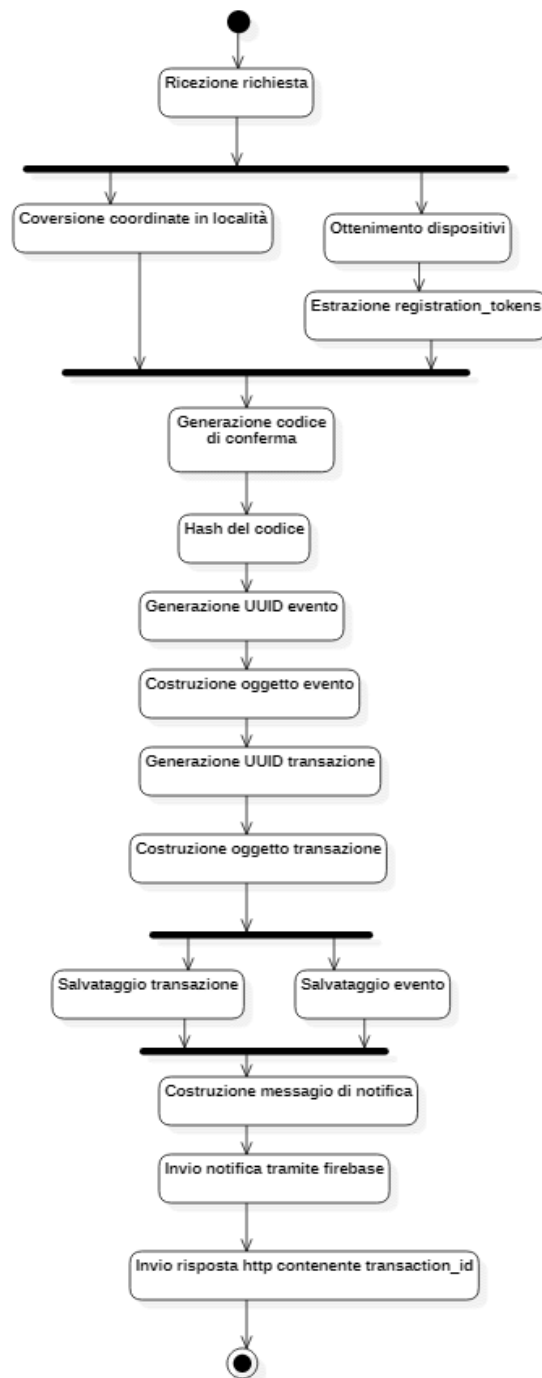 Ricezione richiesta
Coversione coordinate in località
Ottenimento dispositivi
Estrazione registration_tokens
Generazione codice
di conferma
Hash del codice
Generazione UUID evento
Costruzione oggetto evento
Generazione UUID transazione
Costruzione oggetto transazione
Salvataggio transazione
Salvataggio evento
Costruzione messagio di notifica
Invio notifica tramite firebase
Invio risposta http contenente transaction_id